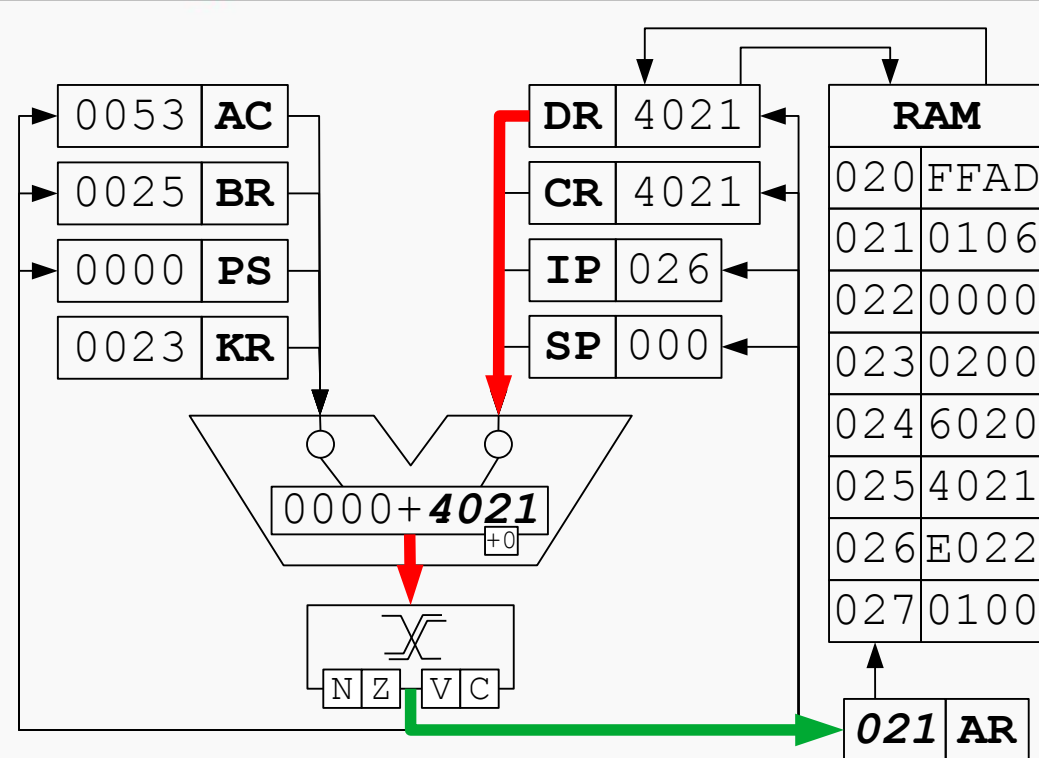 0053 AC
0025 BR
0000 PS
0023 KR
DR 4021
CR 4021
IP 026
SP 000
RAM
020 FFAD
021 0106
022 0000
023 0200
024 6020
025 4021
026 E022
027 0100
0000+4021
+0
N Z V C
021 AR